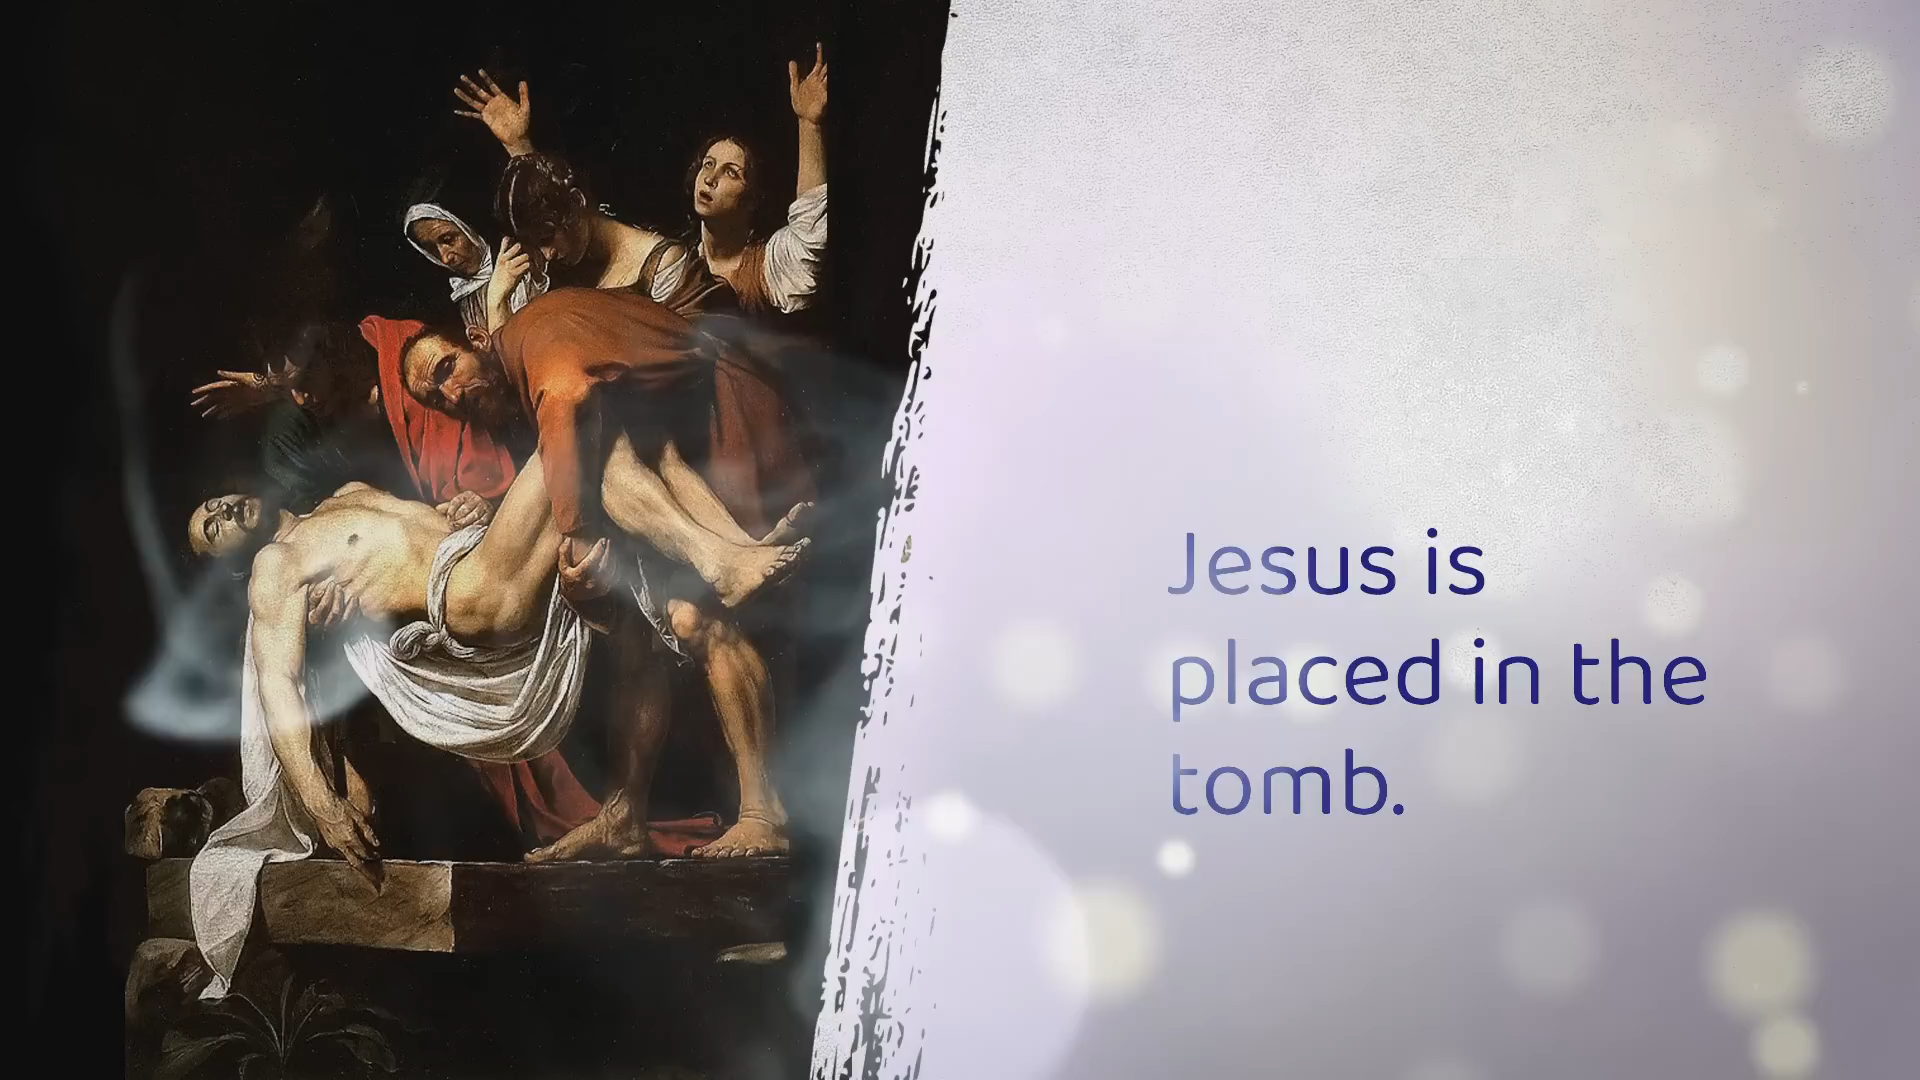 Jesus is
placed in the
tomb.